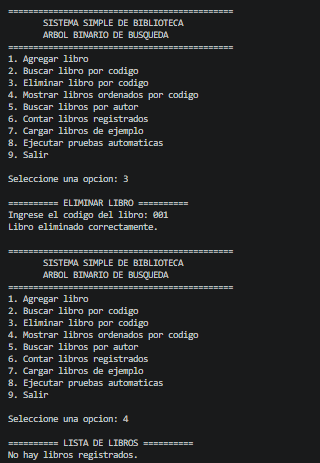 =============================================
SISTEMA SIMPLE DE BIBLIOTECA
ARBOL BINARIO DE BUSQUEDA
=============================================
1. Agregar libro
2. Buscar libro por codigo
3. Eliminar libro por codigo
4. Mostrar libros ordenados por codigo
5. Buscar libros por autor
6. Contar libros registrados
7. Cargar libros de ejemplo
8. Ejecutar pruebas automaticas
9. Salir
Seleccione una opcion: 3
========== ELIMINAR LIBRO ==========
Ingrese el codigo del libro: 001
Libro eliminado correctamente.
=============================================
SISTEMA SIMPLE DE BIBLIOTECA
ARBOL BINARIO DE BUSQUEDA
=============================================
1. Agregar libro
2. Buscar libro por codigo
3. Eliminar libro por codigo
4. Mostrar libros ordenados por codigo
5. Buscar libros por autor
6. Contar libros registrados
7. Cargar libros de ejemplo
8. Ejecutar pruebas automaticas
9. Salir
Seleccione una opcion: 4
========== LISTA DE LIBROS ==========
No hay libros registrados.